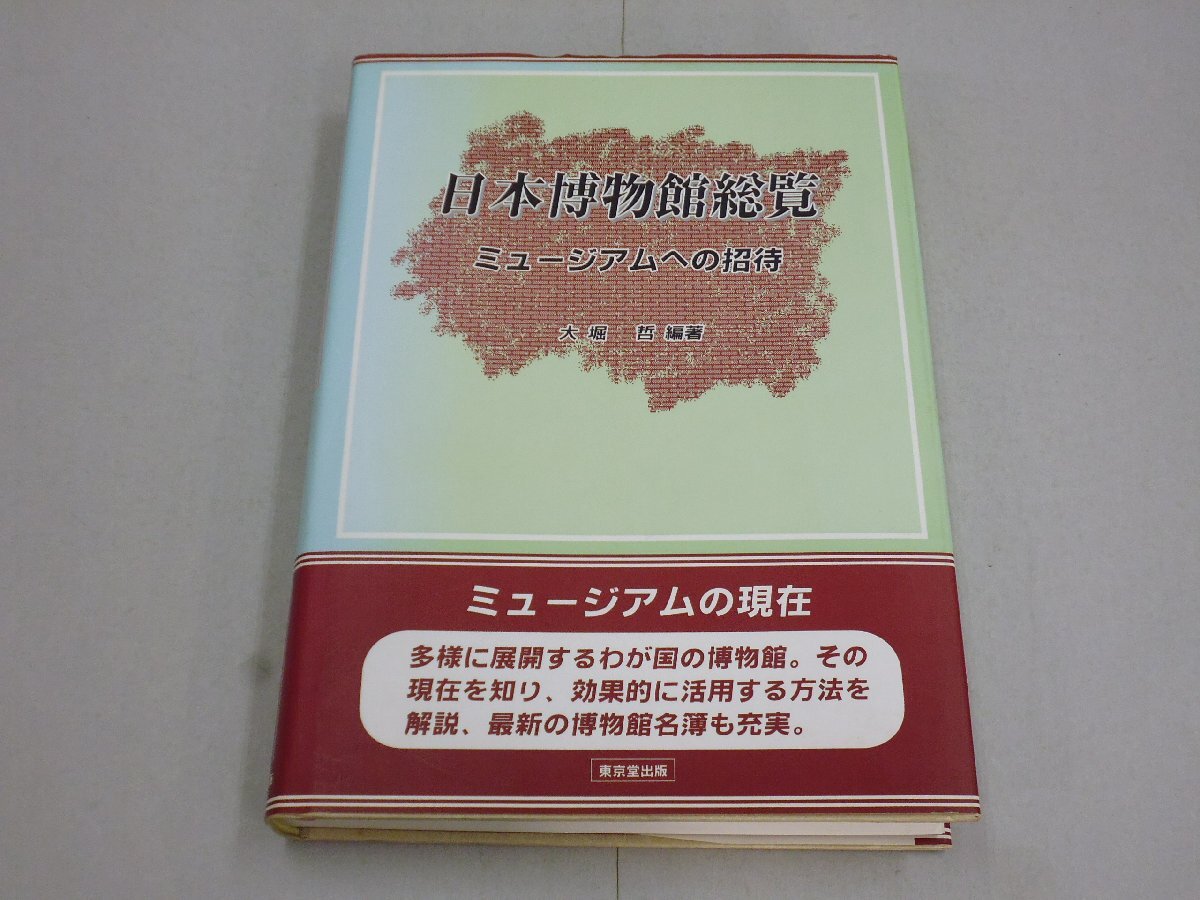 日本博物館総覧
ミュージアムへの招待
大堀 哲 編著
ミュージアムの現在
多様に展開するわが国の博物館。その
現在を知り、効果的に活用する方法を
解説、最新の博物館名簿も充実。
東京堂出版